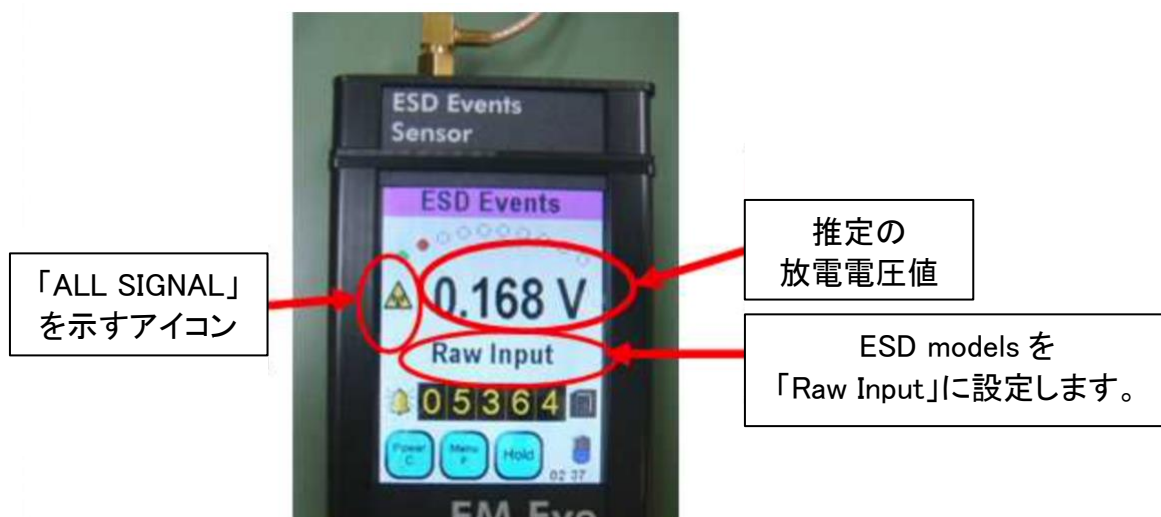 ESD Events
Sensor
ESD Events
「ALL SIGNAL」
を示すアイコン
0.168 V
推定の
放電電圧値
Raw Input
ESD models を
「Raw Input」に設定します。
05364
Power
C
Menu
F
Hold
02 37
EM Eye